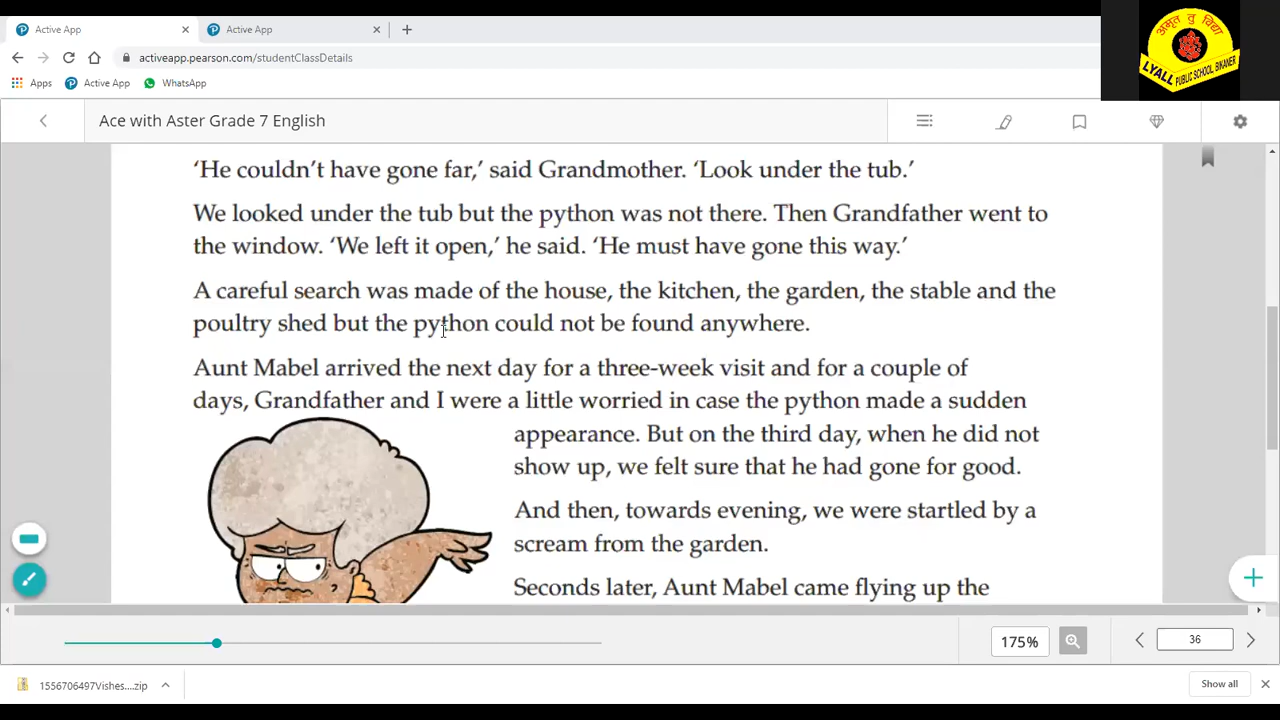 Active App
Active App
activeapp.pearson.com/studentClassDetails
Apps
Active App
WhatsApp
अमृतं तु विद्या
LYALL PUBLIC SCHOOL BIKANER
Ace with Aster Grade 7 English
‘He couldn’t have gone far,’ said Grandmother. ‘Look under the tub.’
We looked under the tub but the python was not there. Then Grandfather went to
the window. ‘We left it open,’ he said. ‘He must have gone this way.’
A careful search was made of the house, the kitchen, the garden, the stable and the
poultry shed but the python could not be found anywhere.
Aunt Mabel arrived the next day for a three-week visit and for a couple of
days, Grandfather and I were a little worried in case the python made a sudden
appearance. But on the third day, when he did not
show up, we felt sure that he had gone for good.
And then, towards evening, we were startled by a
scream from the garden.
Seconds later, Aunt Mabel came flying up the
175%
36
1556706497Vishes....zip
Show all